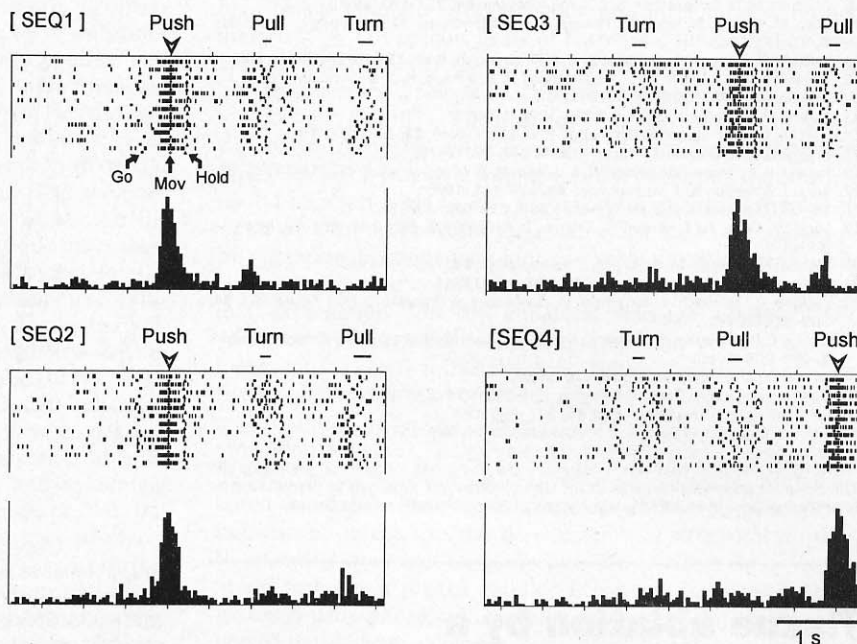 [SEQ1] Push Pull Turn
Go Mov Hold
[SEQ3] Turn Push Pull
[SEQ2] Push Turn Pull
[SEQ4] Turn Pull Push
1 s